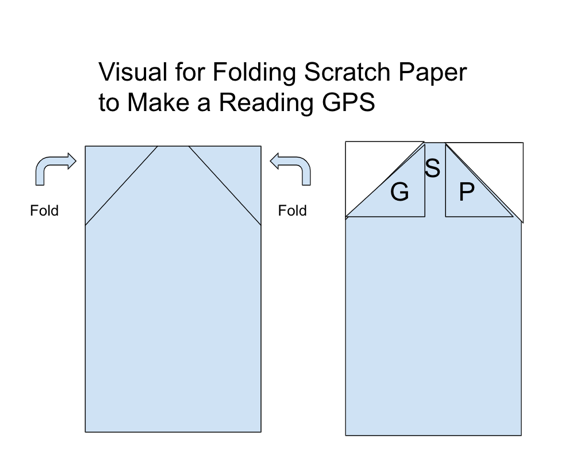 Visual for Folding Scratch Paper
to Make a Reading GPS
Fold
Fold
G
S
P